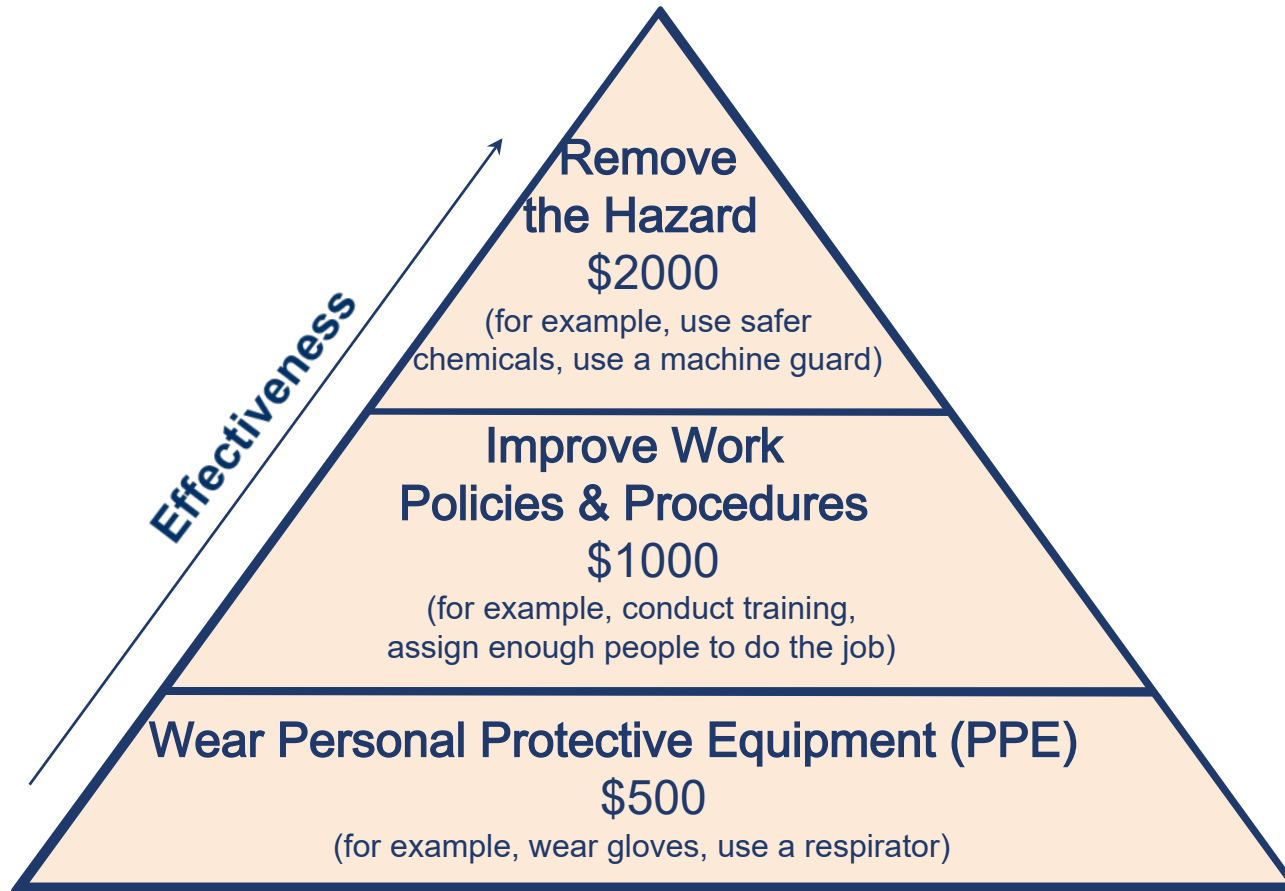 Remove
the Hazard
$2000
(for example, use safer
chemicals, use a machine guard)
Effectiveness
Improve Work
Policies & Procedures
$1000
(for example, conduct training,
assign enough people to do the job)
Wear Personal Protective Equipment (PPE)
$500
(for example, wear gloves, use a respirator)